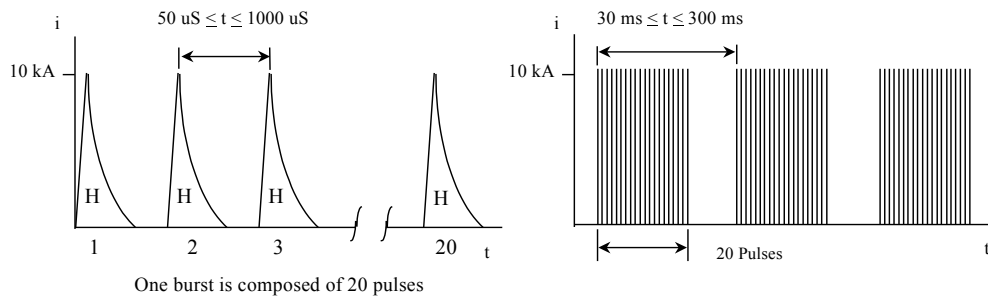 50 uS ≤ t ≤ 1000 uS
i
10 kA
H
H
H
H
1
2
3
20
t
One burst is composed of 20 pulses
30 ms ≤ t ≤ 300 ms
i
10 kA
20 Pulses
t